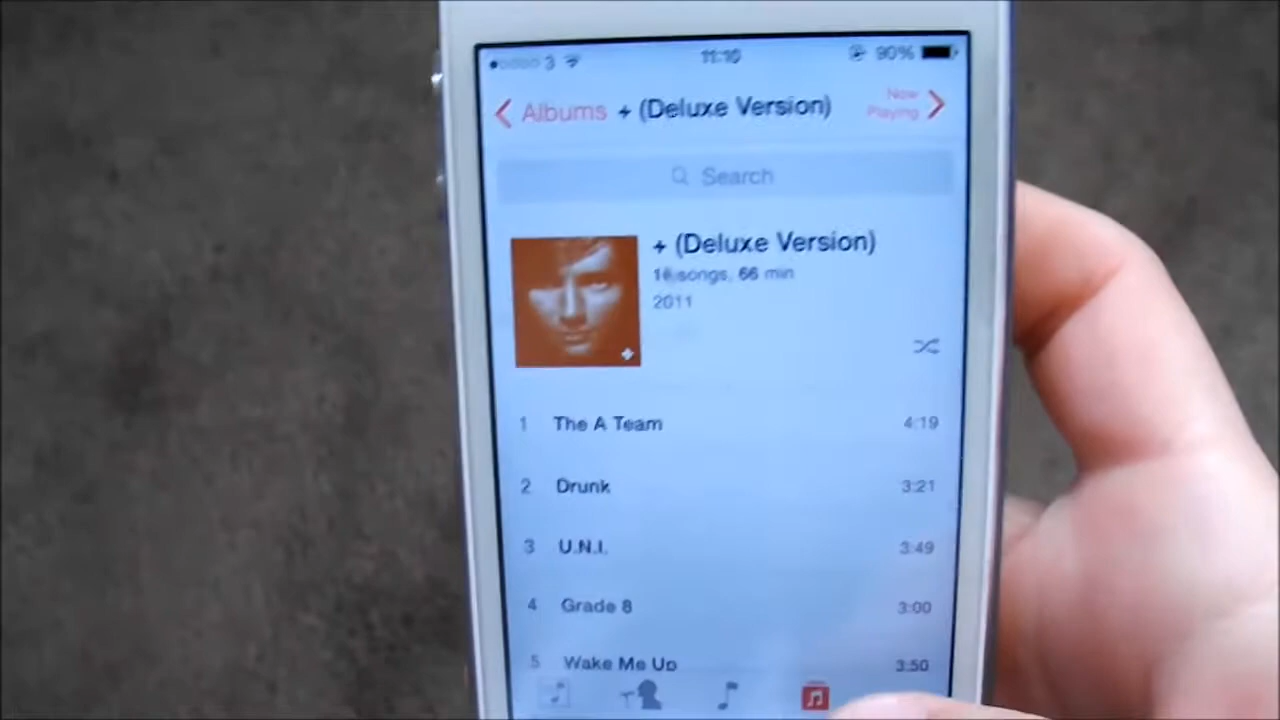 3 11:10 90%
Albums + (Deluxe Version) Now Playing
Search
+ (Deluxe Version)
16 songs, 66 min
2011
1 The A Team 4:19
2 Drunk 3:21
3 U.N.I. 3:49
4 Grade 8 3:00
5 Wake Me Up 3:50